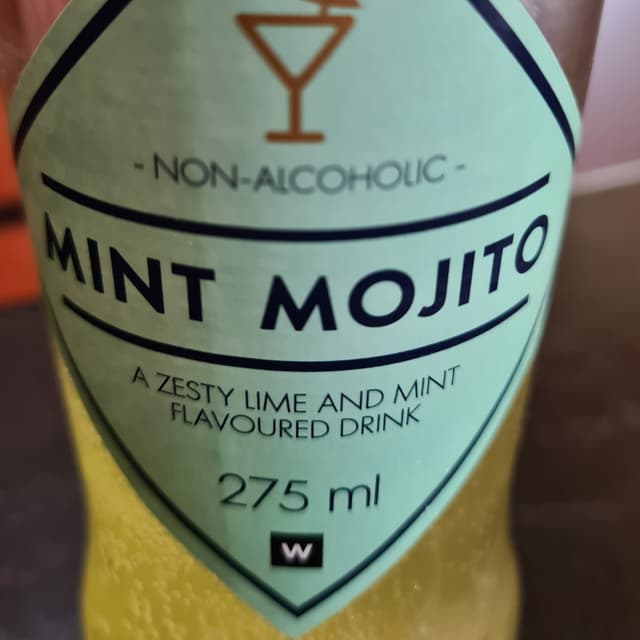 - NON-ALCOHOLIC -
MINT MOJITO
A ZESTY LIME AND MINT
FLAVOURED DRINK
275 ml
W